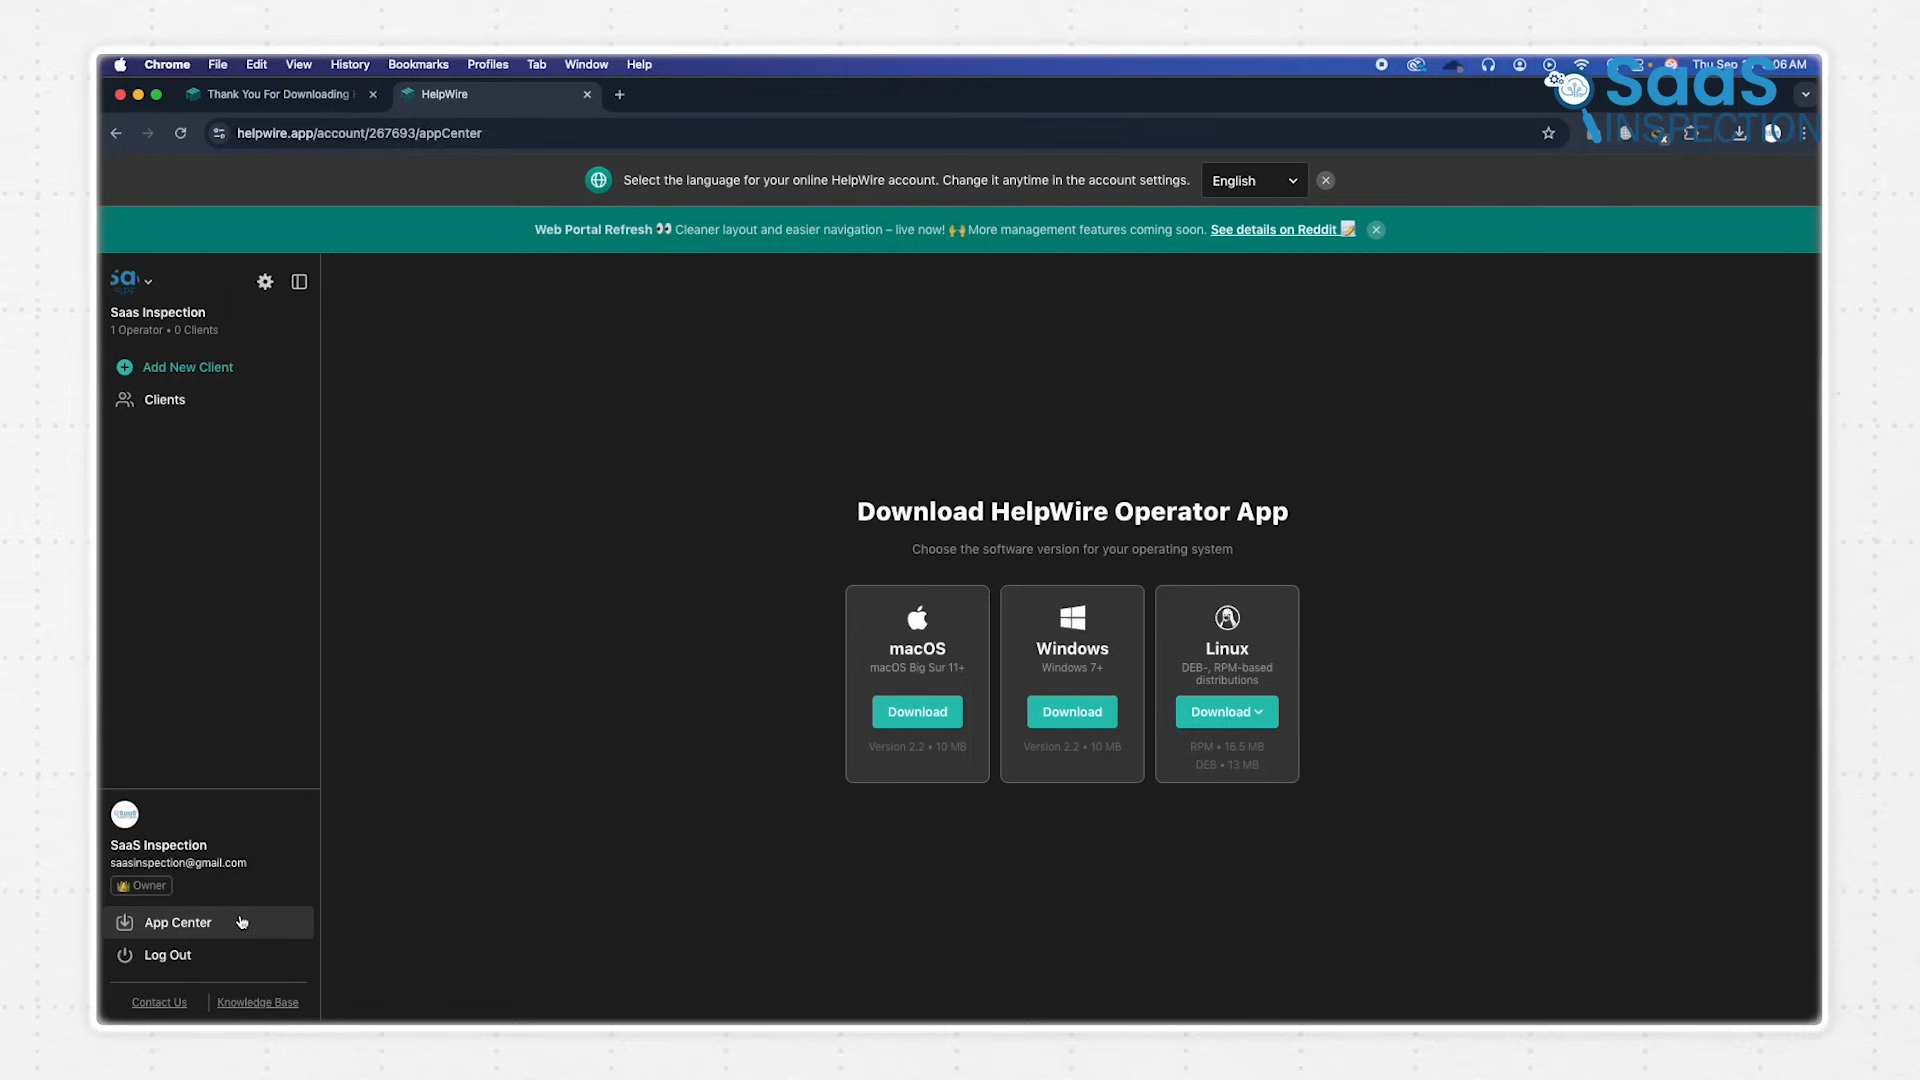 Chrome File Edit View History Bookmarks Profiles Tab Window Help
SaaS
INSPECTION
Thank You For Downloading
HelpWire
helpwire.app/account/267693/appCenter
Select the language for your online HelpWire account. Change it anytime in the account settings.
English
Web Portal Refresh 👀 Cleaner layout and easier navigation – live now! 🙌 More management features coming soon. See details on Reddit 📝
Saas Inspection
1 Operator • 0 Clients
Add New Client
Clients
Download HelpWire Operator App
Choose the software version for your operating system
macOS
macOS Big Sur 11+
Download
Version 2.2 • 10 MB
Windows
Windows 7+
Download
Version 2.2 • 10 MB
Linux
DEB-, RPM-based
distributions
Download
RPM • 16.5 MB
DEB • 13 MB
SaaS Inspection
saasinspection@gmail.com
Owner
App Center
Log Out
Contact Us
Knowledge Base